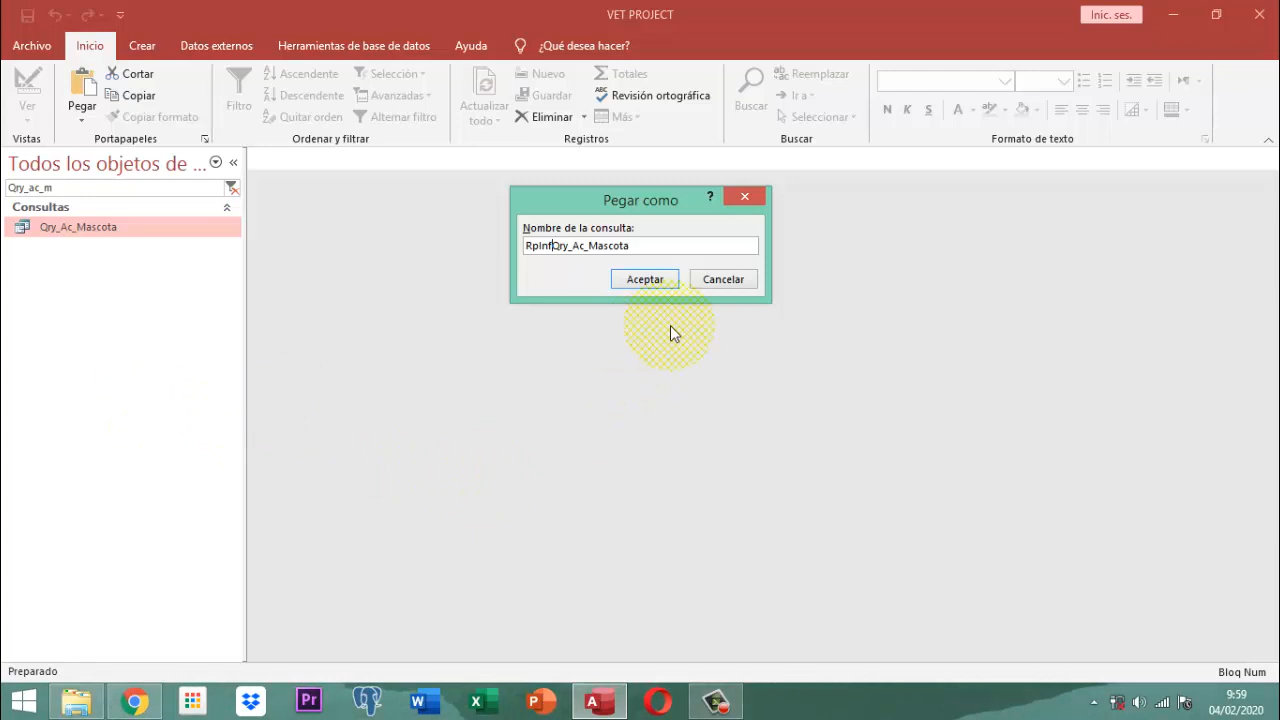 VET PROJECT
Inic. ses.
Archivo Inicio Crear Datos externos Herramientas de base de datos Ayuda ¿Qué desea hacer?
Ver
Pegar
Cortar
Copiar
Copiar formato
Filtro
Ascendente
Descendente
Quitar orden
Selección
Avanzadas
Alternar filtro
Actualizar todo
Nuevo
Guardar
Eliminar
Totales
Revisión ortográfica
Más
Buscar
Reemplazar
Ir a
Seleccionar
N K S A
Vistas Portapapeles Ordenar y filtrar Registros Buscar Formato de texto
Todos los objetos de ...
Qry_ac_m
Consultas
Qry_Ac_Mascota
Pegar como
?
Nombre de la consulta:
RpInfQry_Ac_Mascota
Aceptar Cancelar
Preparado
Bloq Num
Pr W X P A
9:59
04/02/2020